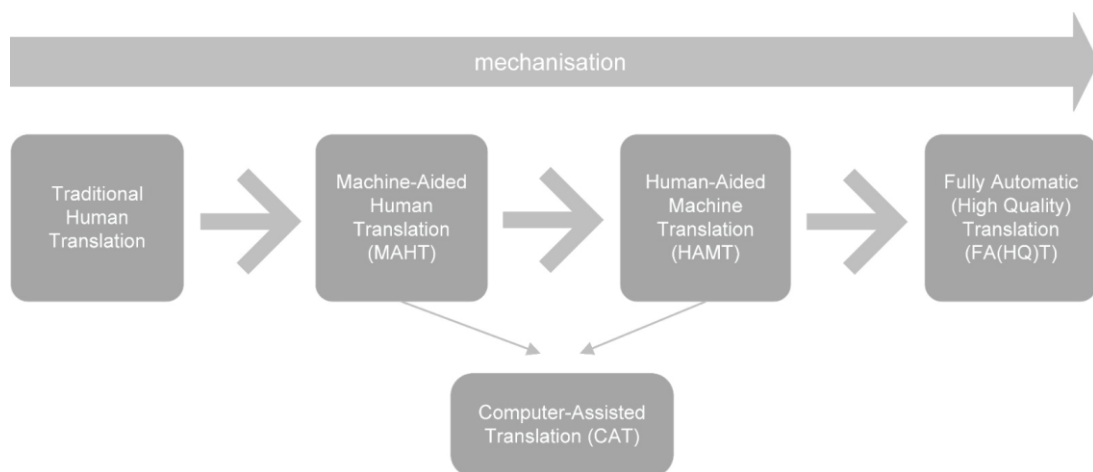 mechanisation
Traditional
Human
Translation
Machine-Aided
Human
Translation
(MAHT)
Human-Aided
Machine
Translation
(HAMT)
Fully Automatic
(High Quality)
Translation
(FA(HQ)T)
Computer-Assisted
Translation (CAT)